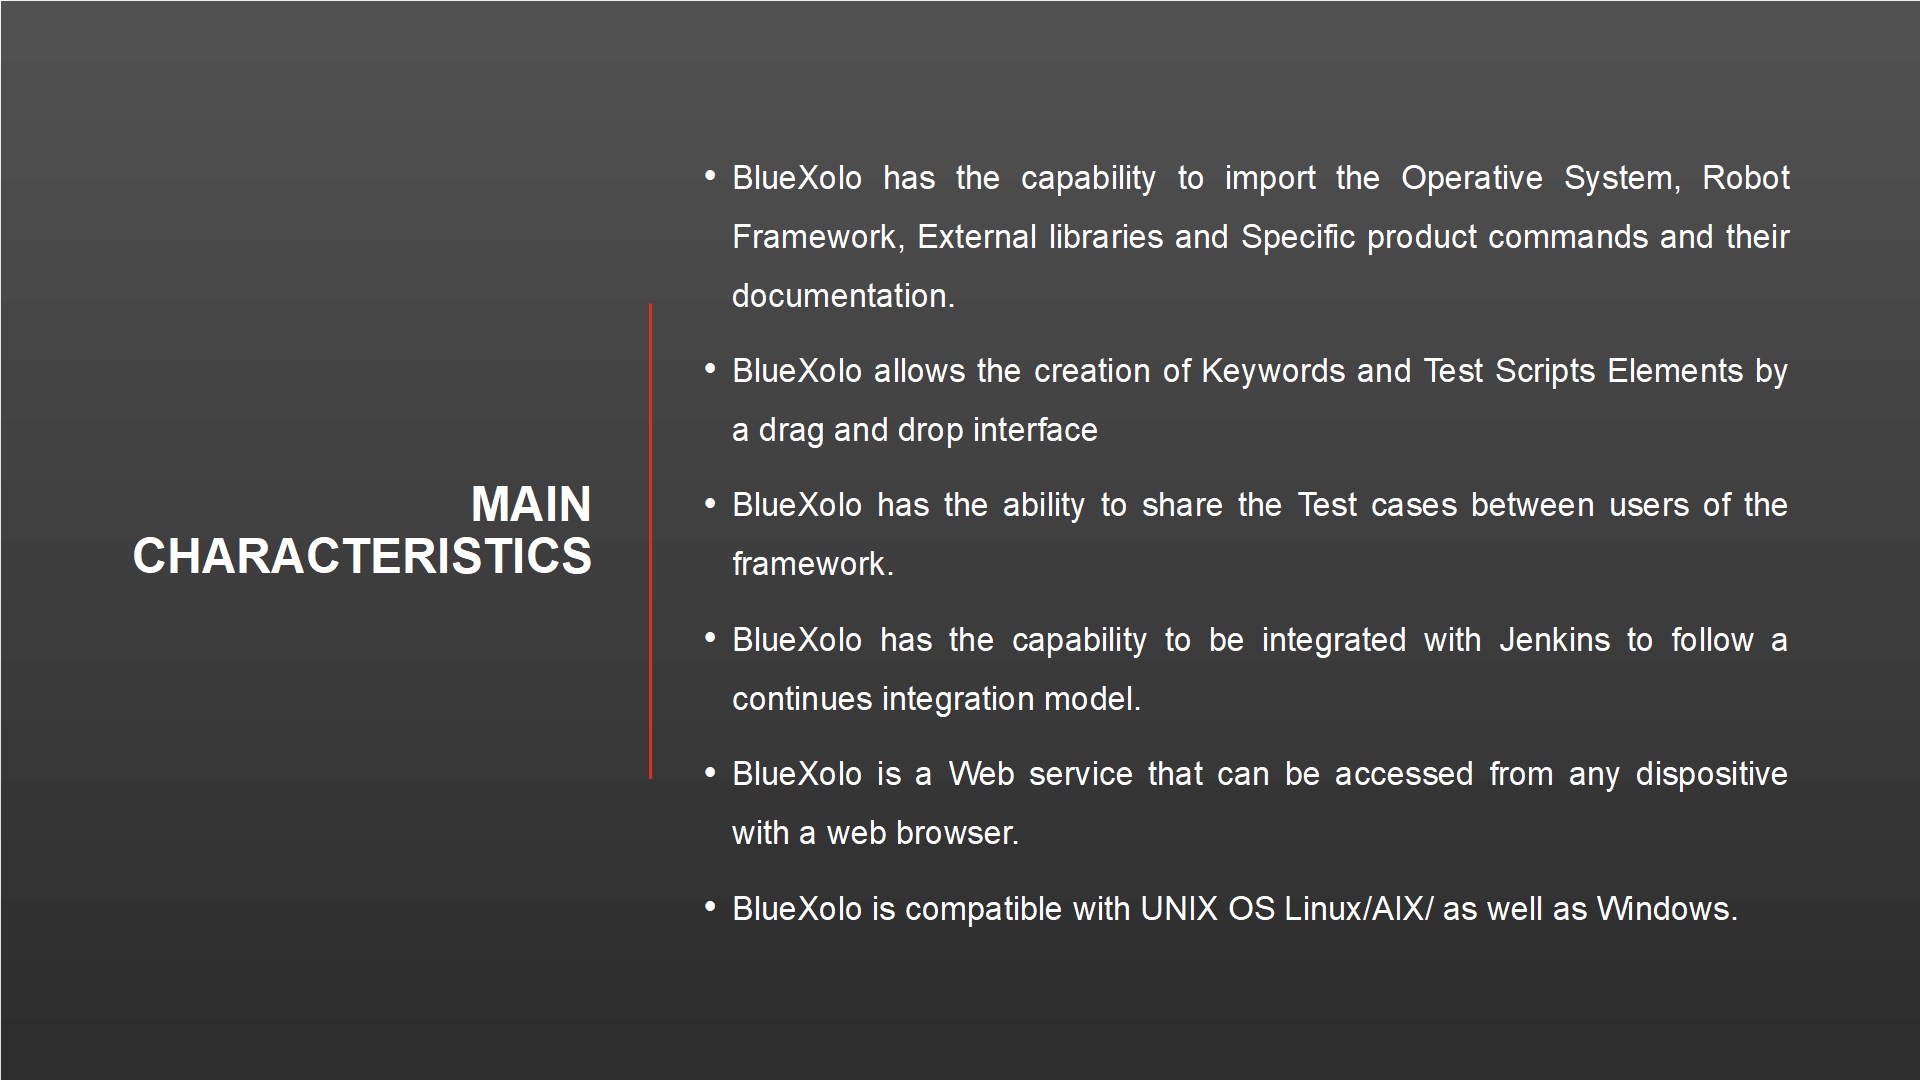 MAIN
CHARACTERISTICS
• BlueXolo has the capability to import the Operative System, Robot
Framework, External libraries and Specific product commands and their
documentation.
• BlueXolo allows the creation of Keywords and Test Scripts Elements by
a drag and drop interface
• BlueXolo has the ability to share the Test cases between users of the
framework.
• BlueXolo has the capability to be integrated with Jenkins to follow a
continues integration model.
• BlueXolo is a Web service that can be accessed from any dispositive
with a web browser.
• BlueXolo is compatible with UNIX OS Linux/AIX/ as well as Windows.